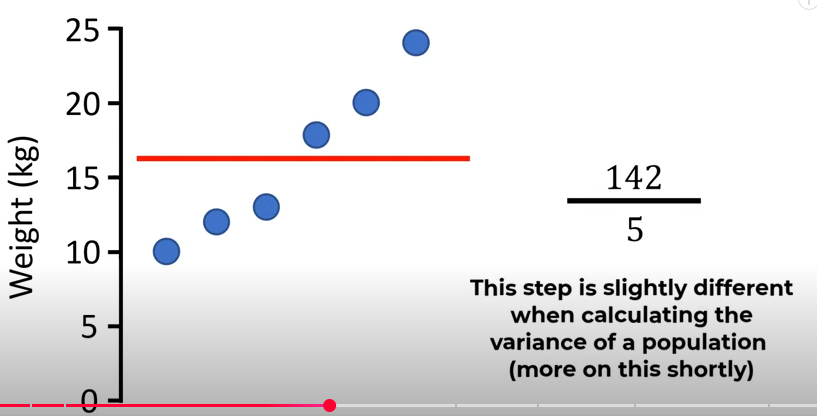 25
20
15
10
5
0
Weight (kg)
142
5
This step is slightly different
when calculating the
variance of a population
(more on this shortly)